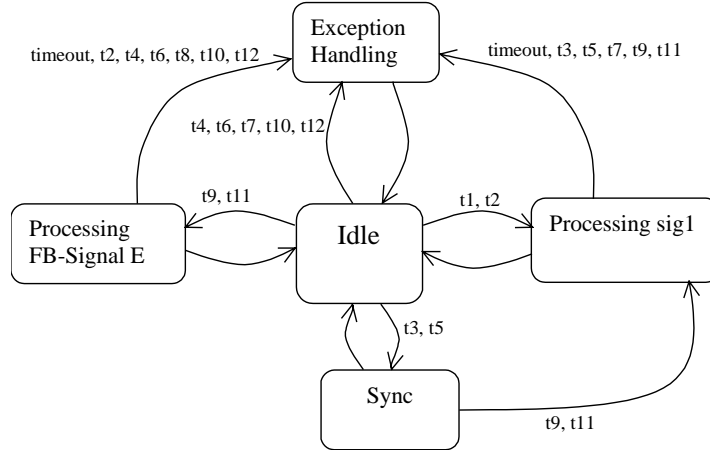 Exception
Handling
timeout, t2, t4, t6, t8, t10, t12
timeout, t3, t5, t7, t9, t11
t4, t6, t7, t10, t12
t9, t11
t1, t2
Processing
FB-Signal E
Idle
Processing sig1
t3, t5
Sync
t9, t11